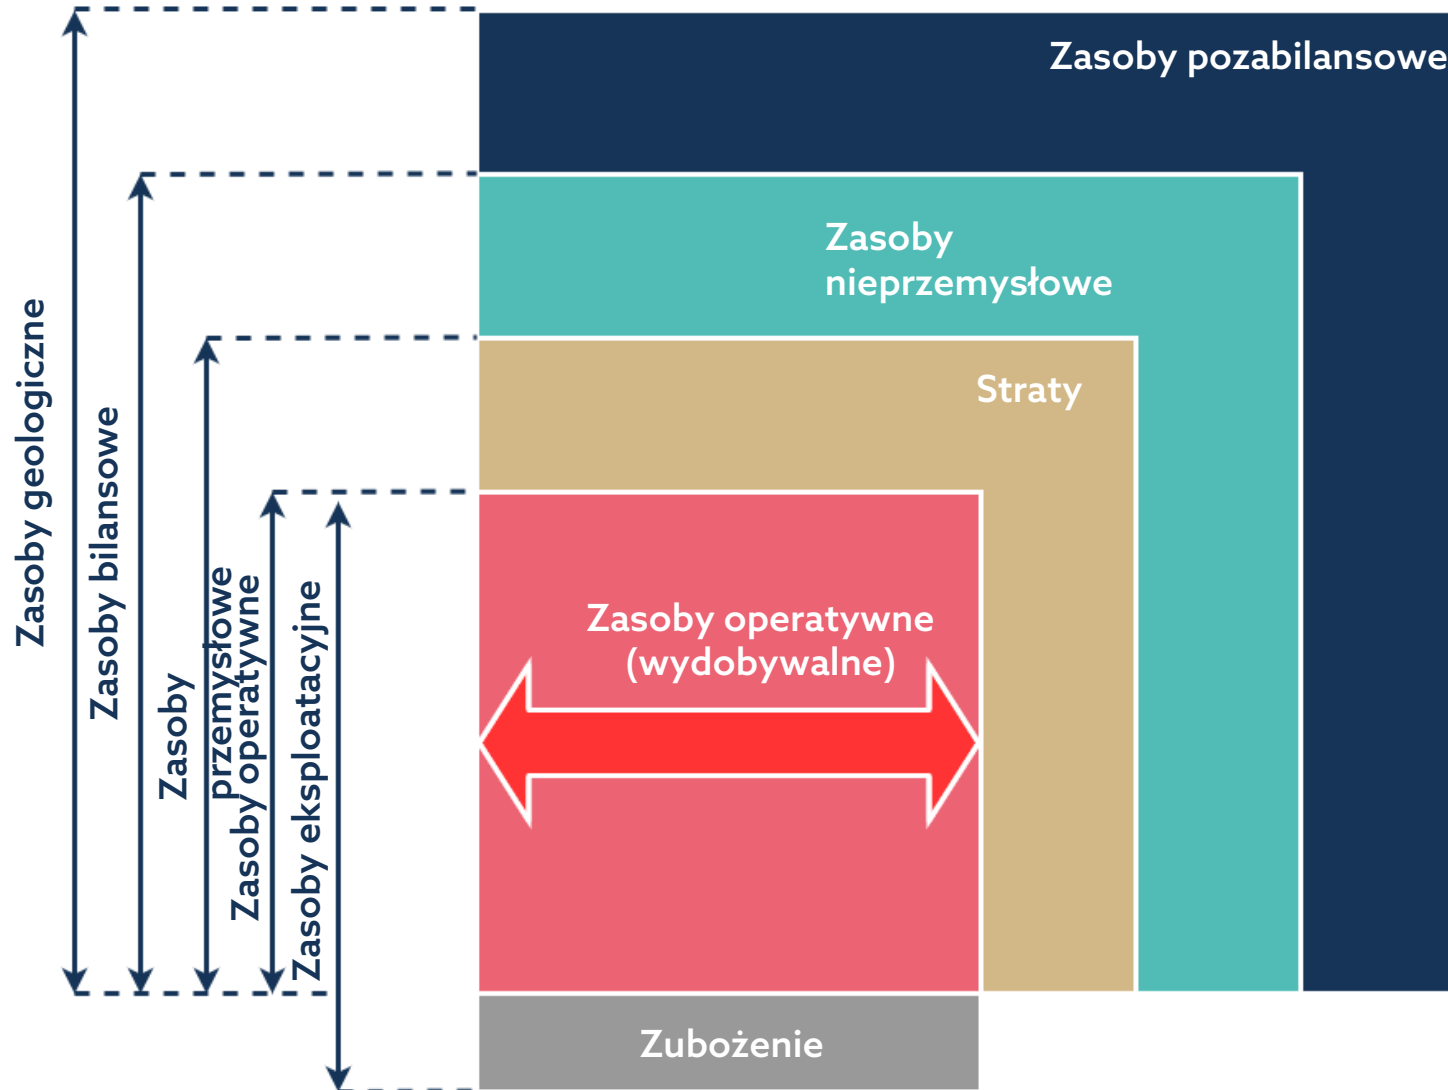 Zasoby pozabilansowe
Zasoby
nieprzemysłowe
Straty
Zasoby operatywne
(wydobywalne)
Zubożenie
Zasoby geologiczne
Zasoby bilansowe
Zasoby
przemysłowe
Zasoby operatywne
Zasoby eksploatacyjne